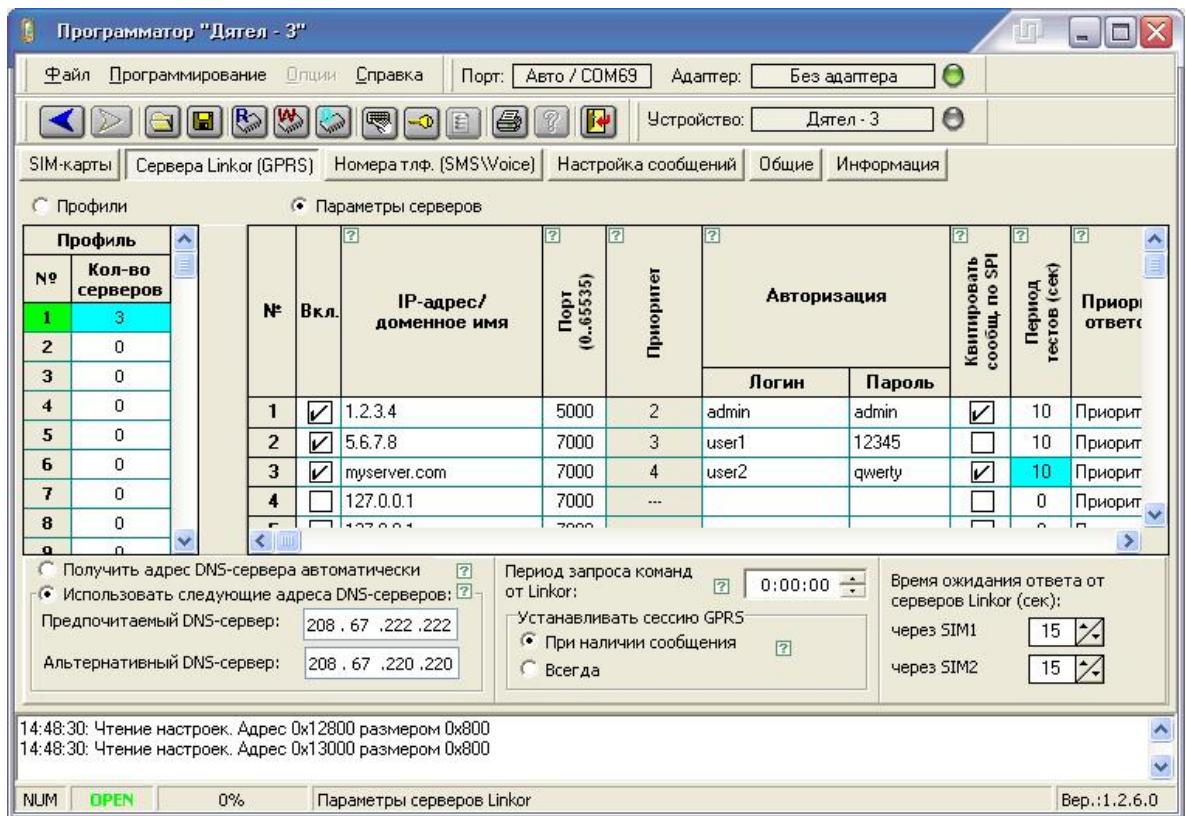 Программатор "Дятел - 3"
Файл Программирование Опции Справка Порт: Авто / COM69 Адаптер: Без адаптера
R W Устройство: Дятел - 3
SIM-карты Сервера Linkor (GPRS) Номера тлф. (SMS\Voice) Настройка сообщений Общие Информация
Профили Параметры серверов
Профиль
№ Кол-во серверов
1 3
2 0
3 0
4 0
5 0
6 0
7 0
8 0
9 0
№ Вкл. IP-адрес/ доменное имя Порт (0..65535) Приоритет Авторизация Квитировать сообщ. по SPI Период тестов (сек)
Логин Пароль
1 1.2.3.4 5000 2 admin admin 10
2 5.6.7.8 7000 3 user1 12345 10
3 myserver.com 7000 4 user2 qwerty 10
4 127.0.0.1 7000 --- 0
Получить адрес DNS-сервера автоматически
Использовать следующие адреса DNS-серверов:
Предпочитаемый DNS-сервер: 208 . 67 .222 .222
Альтернативный DNS-сервер: 208 . 67 .220 .220
Период запроса команд
от Linkor: 0:00:00
Устанавливать сессию GPRS
При наличии сообщения
Всегда
Время ожидания ответа от
серверов Linkor (сек):
через SIM1 15
через SIM2 15
14:48:30: Чтение настроек. Адрес 0x12800 размером 0x800
14:48:30: Чтение настроек. Адрес 0x13000 размером 0x800
NUM OPEN 0% Параметры серверов Linkor Вер.:1.2.6.0